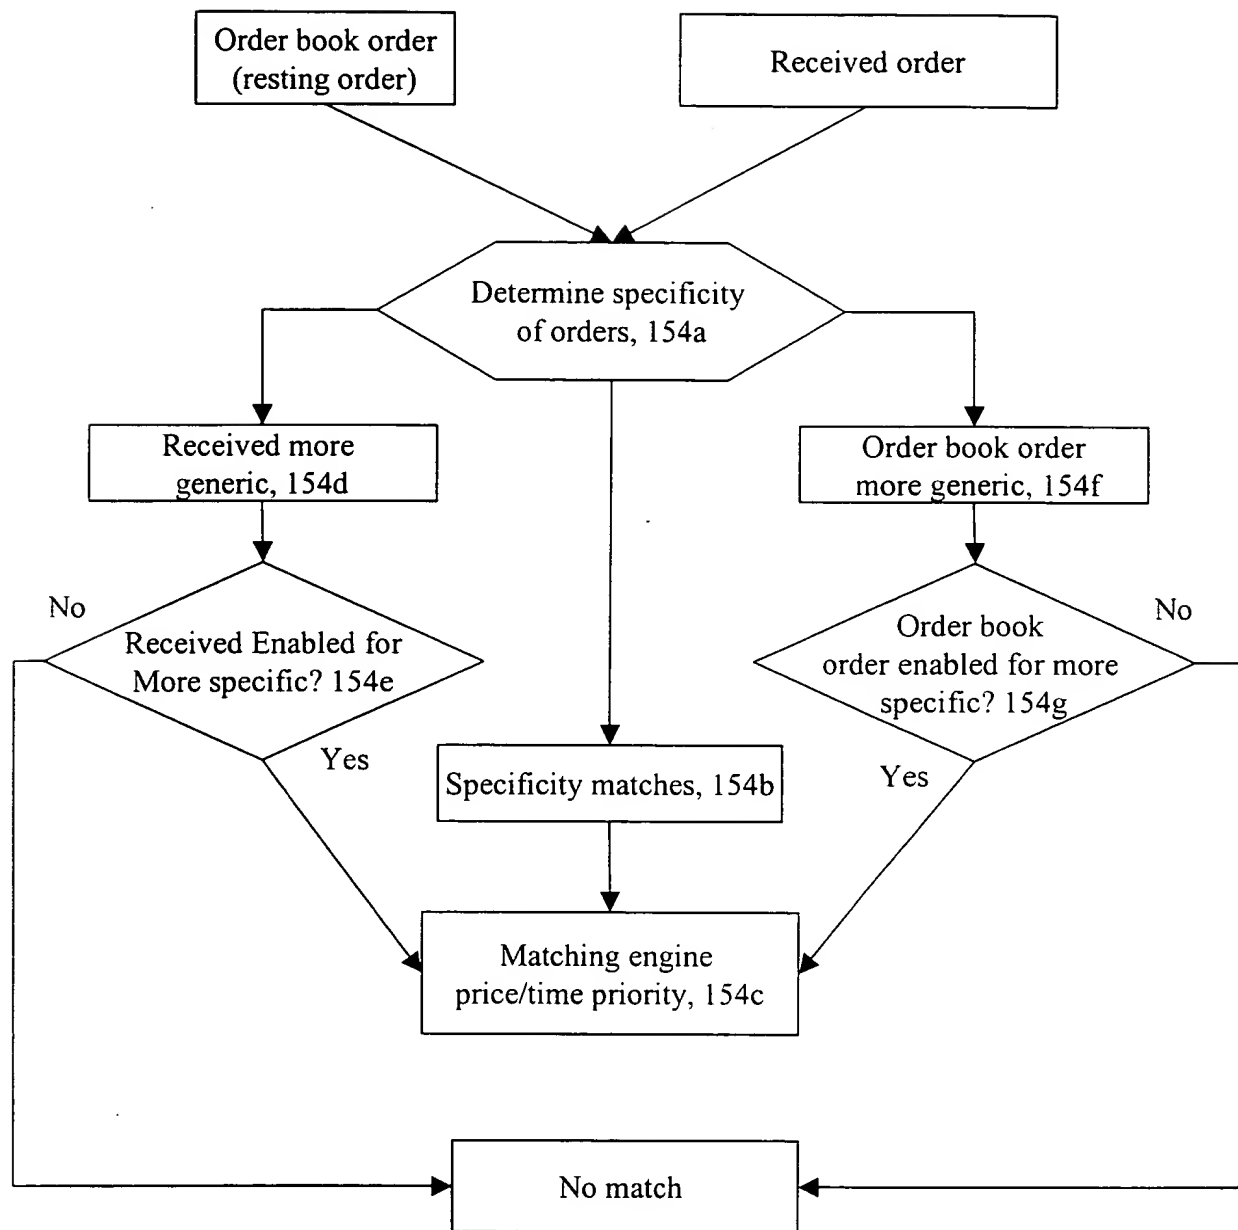 Order book order
(resting order)
Received order
Determine specificity
of orders, 154a
Received more
generic, 154d
Order book order
more generic, 154f
No
Received Enabled for
More specific? 154e
Yes
No
Order book
order enabled for more
specific? 154g
Yes
Specificity matches, 154b
Matching engine
price/time priority, 154c
No match